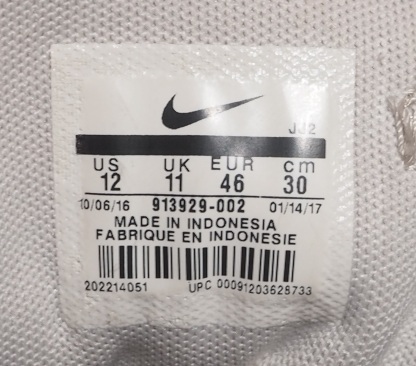 JJ2
US UK EUR cm
12 11 46 30
10/06/16 913929-002 01/14/17
MADE IN INDONESIA
FABRIQUE EN INDONESIE
202214051 UPC 00091203628733